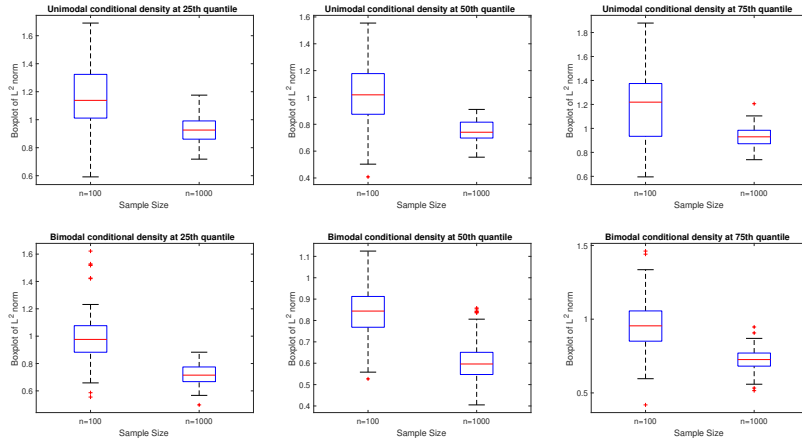 Unimodal conditional density at 25th quantile
Boxplot of L² norm
1.6
1.4
1.2
1
0.8
0.6
n=100 n=1000
Sample Size
Unimodal conditional density at 50th quantile
Boxplot of L² norm
1.6
1.4
1.2
1
0.8
0.6
0.4
n=100 n=1000
Sample Size
Unimodal conditional density at 75th quantile
Boxplot of L² norm
1.8
1.6
1.4
1.2
1
0.8
0.6
n=100 n=1000
Sample Size
Bimodal conditional density at 25th quantile
Boxplot of L² norm
1.6
1.4
1.2
1
0.8
0.6
n=100 n=1000
Sample Size
Bimodal conditional density at 50th quantile
Boxplot of L² norm
1.1
1
0.9
0.8
0.7
0.6
0.5
0.4
n=100 n=1000
Sample Size
Bimodal conditional density at 75th quantile
Boxplot of L² norm
1.5
1
0.5
n=100 n=1000
Sample Size